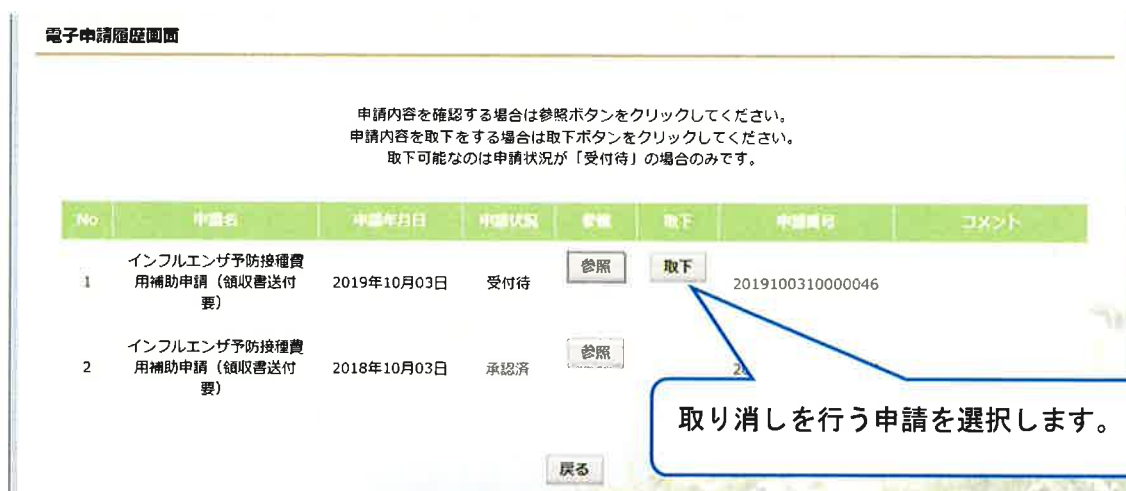 電子申請履歴画面
申請内容を確認する場合は参照ボタンをクリックしてください。
申請内容を取下をする場合は取下ボタンをクリックしてください。
取下可能なのは申請状況が「受付待」の場合のみです。
No 申請名 申請年月日 申請状況 参照 取下 申請番号 コメント
インフルエンザ予防接種費
1 用補助申請（領収書送付 2019年10月03日 受付待 参照 取下 2019100310000046
要）
インフルエンザ予防接種費
2 用補助申請（領収書送付 2018年10月03日 承認済 参照
要）
取り消しを行う申請を選択します。
戻る